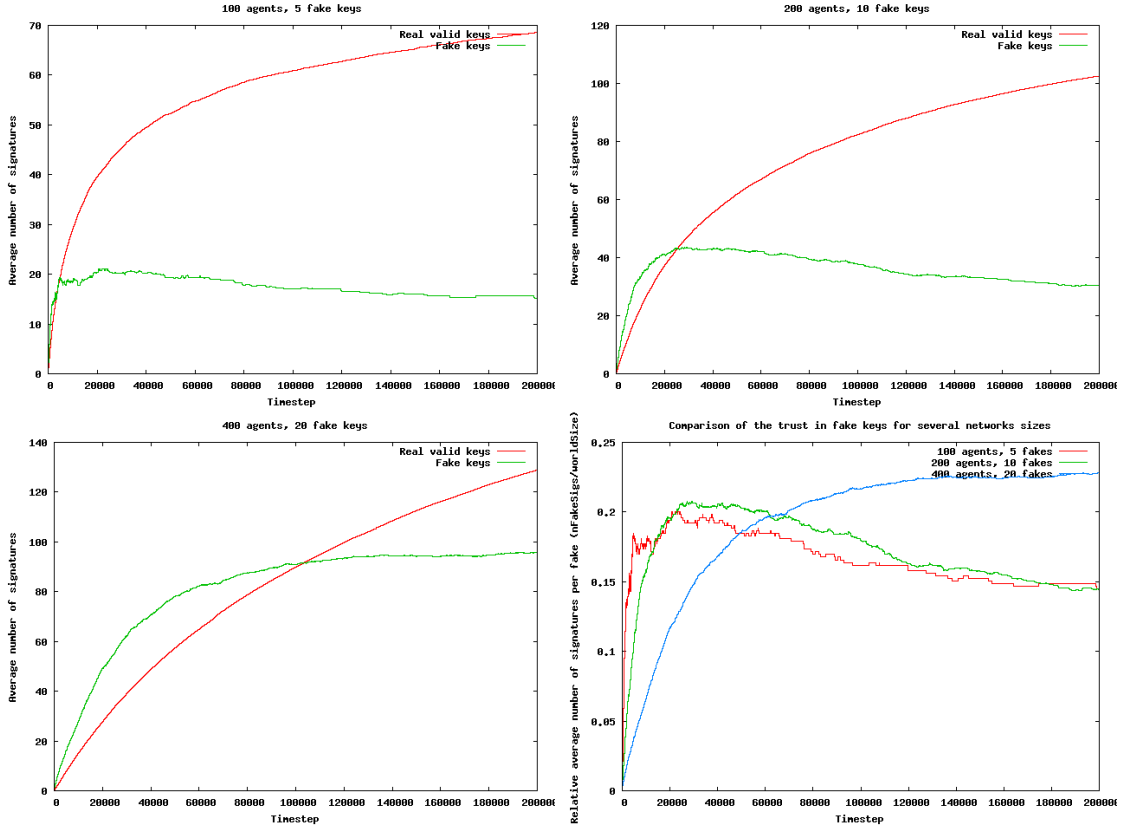 100 agents, 5 fake keys
Real valid keys
Fake keys
Average number of signatures
70
60
50
40
30
20
10
0
0 20000 40000 60000 80000 100000 120000 140000 160000 180000 200000
Timestep
200 agents, 10 fake keys
Real valid keys
Fake keys
Average number of signatures
120
100
80
60
40
20
0
0 20000 40000 60000 80000 100000 120000 140000 160000 180000 200000
Timestep
400 agents, 20 fake keys
Real valid keys
Fake keys
Average number of signatures
140
120
100
80
60
40
20
0
0 20000 40000 60000 80000 100000 120000 140000 160000 180000 200000
Timestep
Comparison of the trust in fake keys for several networks sizes
100 agents, 5 fakes
200 agents, 10 fakes
400 agents, 20 fakes
Relative average number of signatures per fake (nFakeSigs/worldSize)
0,25
0,2
0,15
0,1
0,05
0
0 20000 40000 60000 80000 100000 120000 140000 160000 180000 200000
Timestep